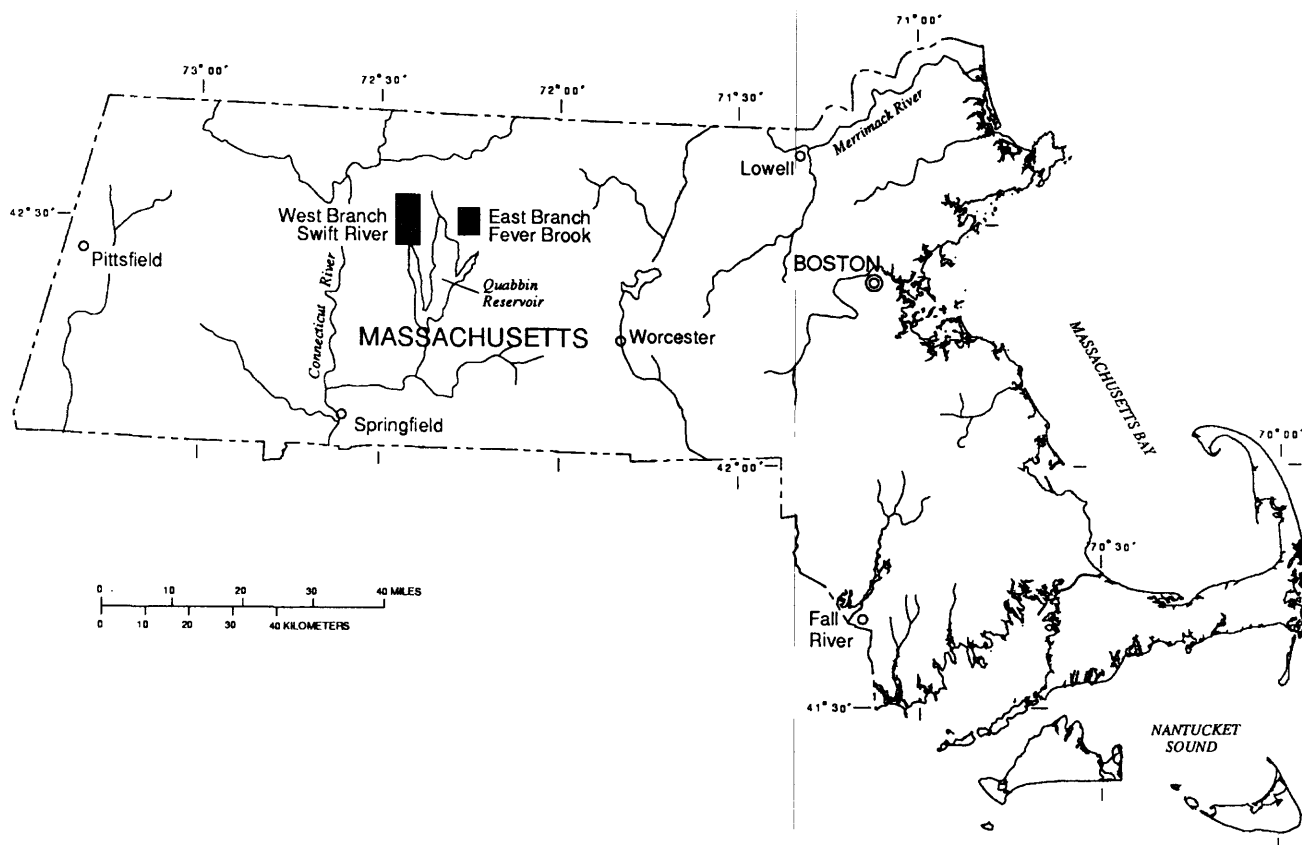 71°00'
73°00'
72°30'
72°00'
71°30'
Merrimack River
Lowell
42°30'
West Branch
Swift River
East Branch
Fever Brook
Pittsfield
BOSTON
Quabbin
Reservoir
Connecticut River
MASSACHUSETTS
Worcester
MASSACHUSETTS BAY
Springfield
70°00'
42°00'
70°30'
0 10 20 30 40 MILES
0 10 20 30 40 KILOMETERS
Fall
River
41°30'
NANTUCKET
SOUND